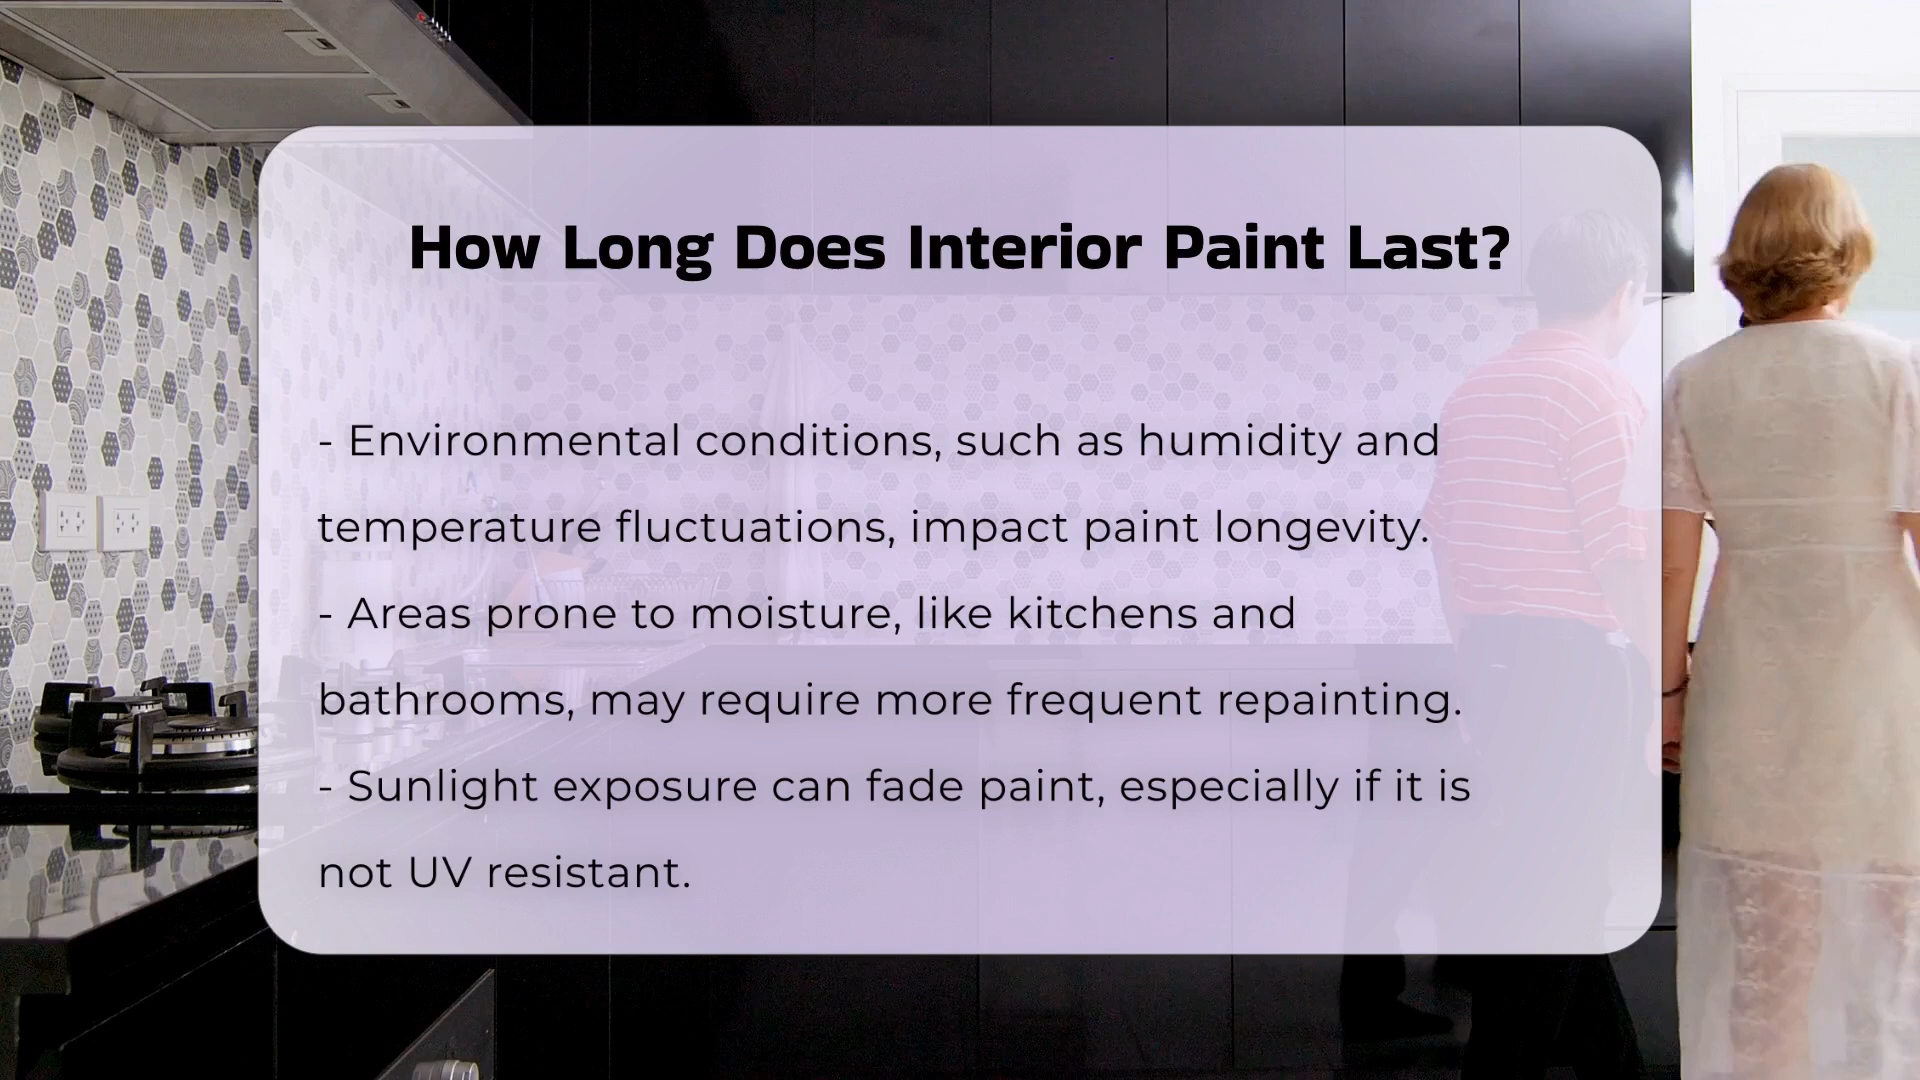 How Long Does Interior Paint Last?
- Environmental conditions, such as humidity and
temperature fluctuations, impact paint longevity.
- Areas prone to moisture, like kitchens and
bathrooms, may require more frequent repainting.
- Sunlight exposure can fade paint, especially if it is
not UV resistant.